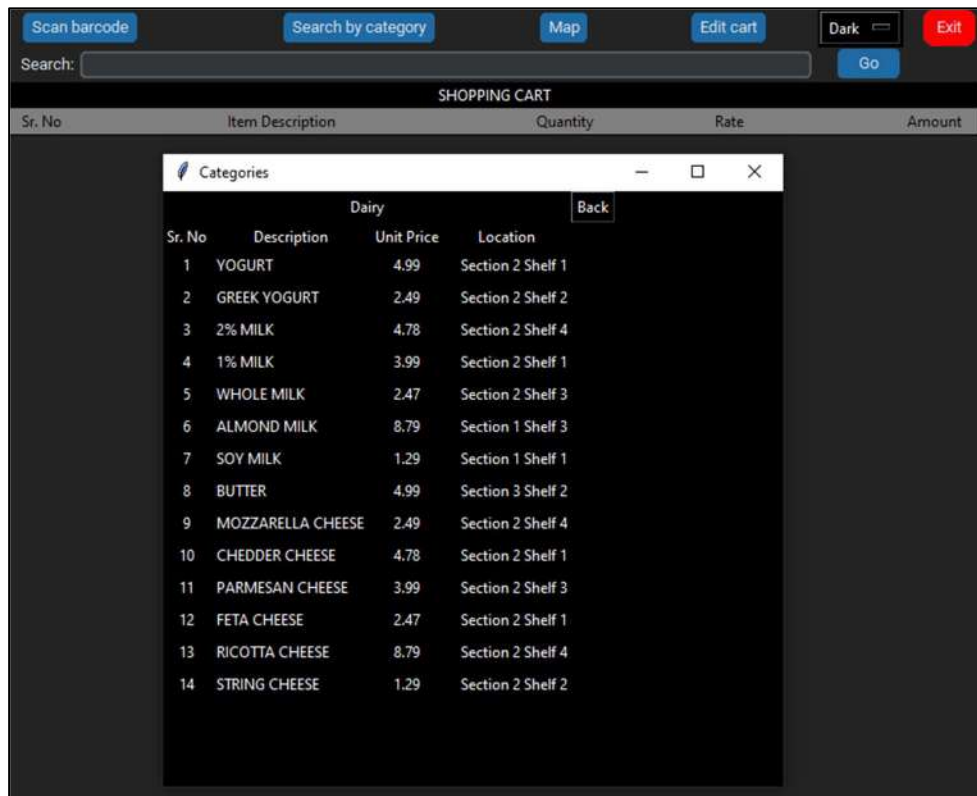 Scan barcode Search by category Map Edit cart Dark Exit
Search: Go
SHOPPING CART
Sr. No Item Description Quantity Rate Amount
Categories
Dairy Back
Sr. No Description Unit Price Location
1 YOGURT 4.99 Section 2 Shelf 1
2 GREEK YOGURT 2.49 Section 2 Shelf 2
3 2% MILK 4.78 Section 2 Shelf 4
4 1% MILK 3.99 Section 2 Shelf 1
5 WHOLE MILK 2.47 Section 2 Shelf 3
6 ALMOND MILK 8.79 Section 1 Shelf 3
7 SOY MILK 1.29 Section 1 Shelf 1
8 BUTTER 4.99 Section 3 Shelf 2
9 MOZZARELLA CHEESE 2.49 Section 2 Shelf 4
10 CHEDDER CHEESE 4.78 Section 2 Shelf 1
11 PARMESAN CHEESE 3.99 Section 2 Shelf 3
12 FETA CHEESE 2.47 Section 2 Shelf 1
13 RICOTTA CHEESE 8.79 Section 2 Shelf 4
14 STRING CHEESE 1.29 Section 2 Shelf 2